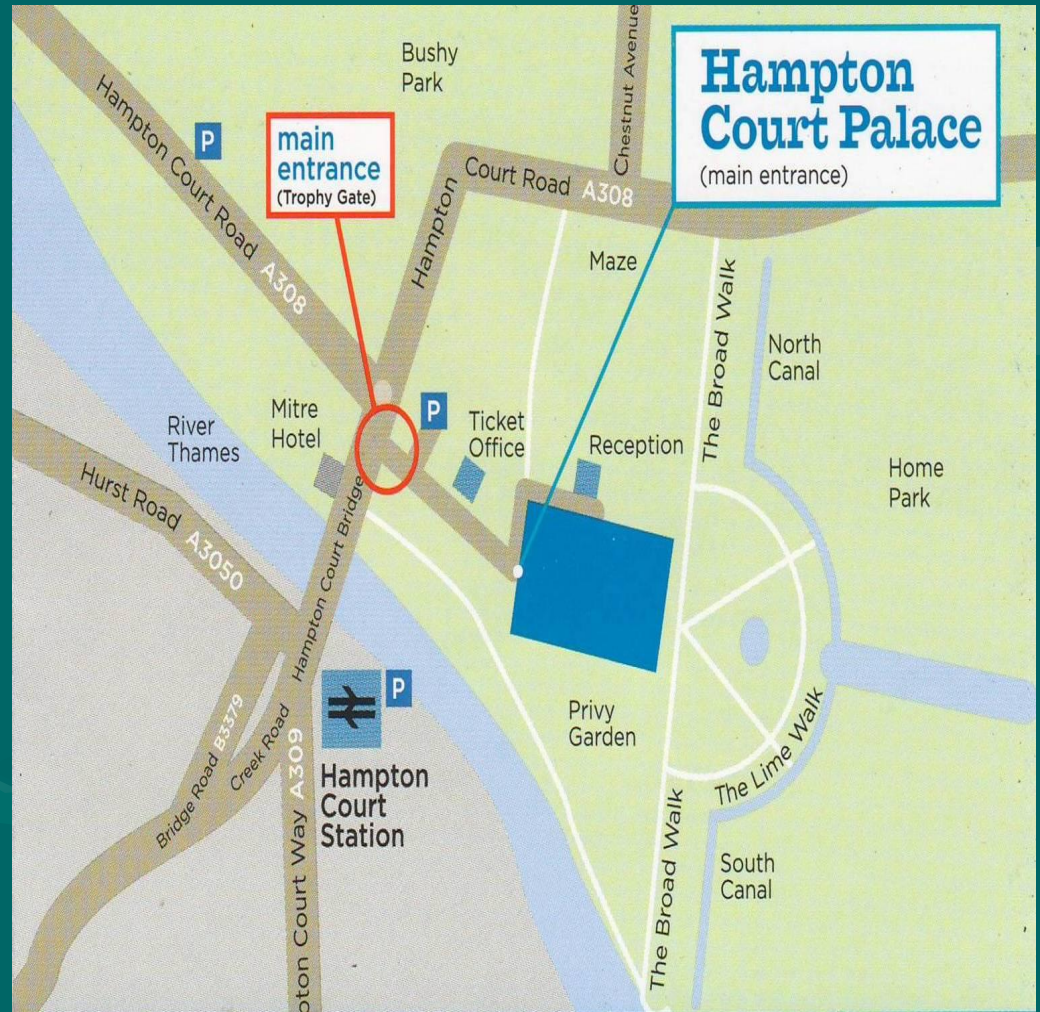 Bushy
Park
Chestnut Avenue
Hampton
Court Palace
(main entrance)
Hampton Court Road A308
P
main
entrance
(Trophy Gate)
Hampton
Court Road A308
Maze
The Broad Walk
North
Canal
Home
Park
River
Thames
Mitre
Hotel
P
Ticket
Office
Reception
Hurst Road A3050
Hampton Court Bridge
P
Hampton
Court
Station
Bridge Road B3379
Creek Road
pton Court Way A309
Privy
Garden
The Lime Walk
The Broad Walk
South
Canal